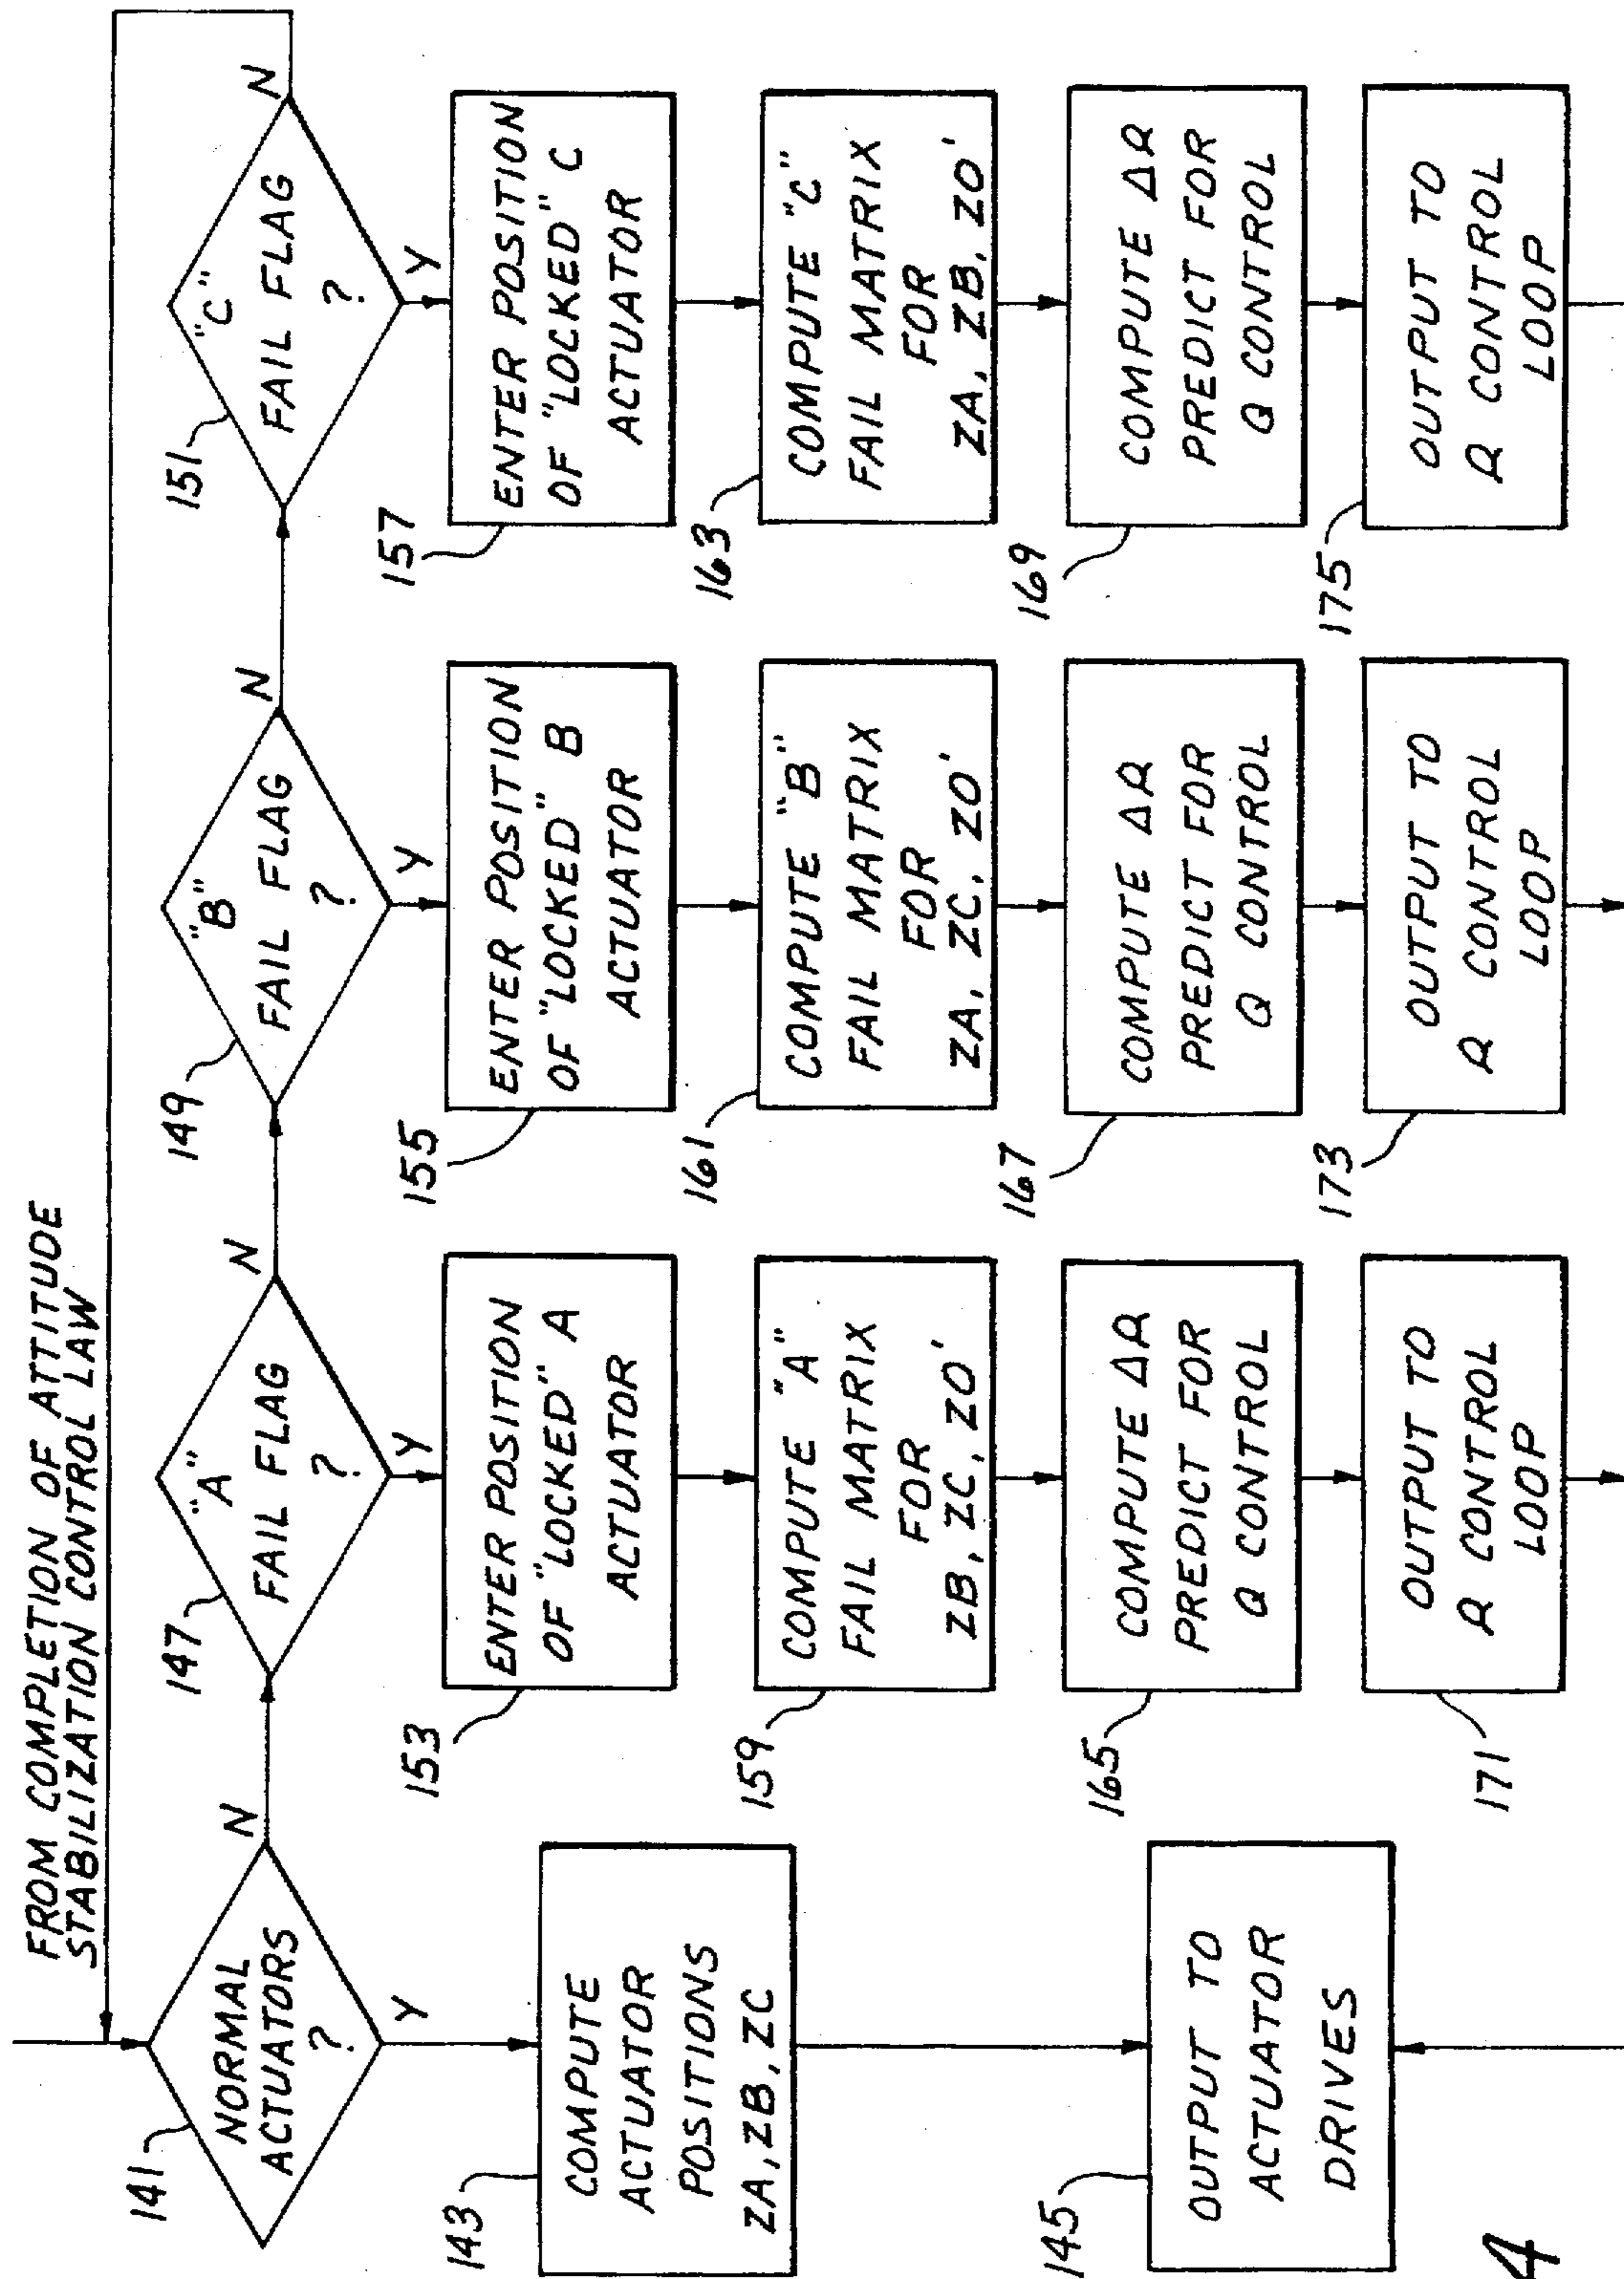 FROM COMPLETION OF ATTITUDE
STABILIZATION CONTROL LAW
141
NORMAL
ACTUATORS
?
N
Y
147
"A"
FAIL FLAG
?
N
Y
149
"B"
FAIL FLAG
?
N
Y
151
"C"
FAIL FLAG
?
N
Y
143
COMPUTE
ACTUATOR
POSITIONS
ZA, ZB, ZC
153
ENTER POSITION
OF "LOCKED" A
ACTUATOR
155
ENTER POSITION
OF "LOCKED" B
ACTUATOR
157
ENTER POSITION
OF "LOCKED" C
ACTUATOR
159
COMPUTE "A"
FAIL MATRIX
FOR
ZB, ZC, ZO'
161
COMPUTE "B"
FAIL MATRIX
FOR
ZA, ZC, ZO'
163
COMPUTE "C"
FAIL MATRIX
FOR
ZA, ZB, ZO'
145
OUTPUT TO
ACTUATOR
DRIVES
165
COMPUTE ΔQ
PREDICT FOR
Q CONTROL
167
COMPUTE ΔQ
PREDICT FOR
Q CONTROL
169
COMPUTE ΔQ
PREDICT FOR
Q CONTROL
171
OUTPUT TO
Q CONTROL
LOOP
173
OUTPUT TO
Q CONTROL
LOOP
175
OUTPUT TO
Q CONTROL
LOOP
4